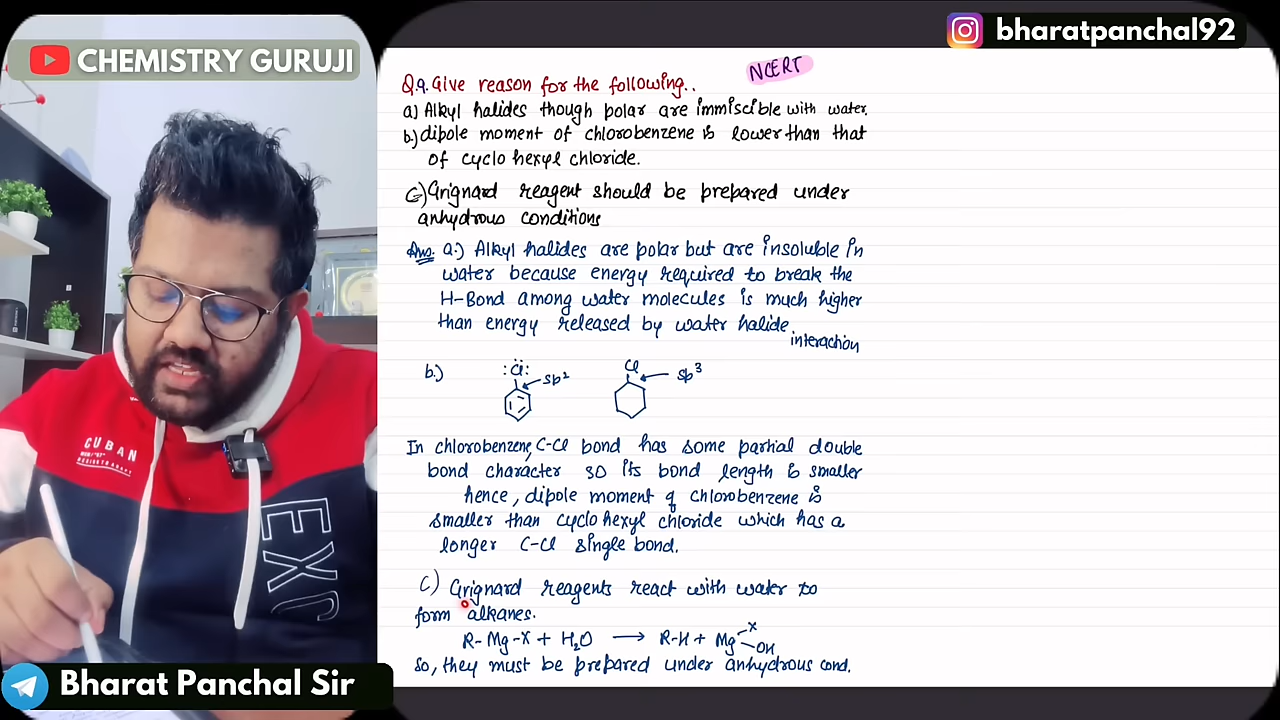 CHEMISTRY GURUJI
bharatpanchal92
NCERT
Q.9. Give reason for the following..
a) Alkyl halides though polar are immiscible with water.
b.) dipole moment of chlorobenzene is lower than that
of cyclo hexyl chloride.
C) Grignard reagent should be prepared under
anhydrous conditions
Ans. a:) Alkyl halides are polar but are insoluble in
water because energy required to break the
H-Bond among water molecules is much higher
than energy released by water halide
interaction
b.)
:Cl:
sp²
Cl
sp³
In chlorobenzene, C-Cl bond has some partial double
bond character so its bond length is smaller
hence, dipole moment of chlorobenzene is
smaller than cyclo hexyl chloride which has a
longer C-Cl single bond.
C) Grignard reagents react with water to
form alkanes.
R-Mg-X + H₂O ⟶ R-H + Mg X OH
So, they must be prepared under anhydrous cond.
CUBAN
EXC
Bharat Panchal Sir